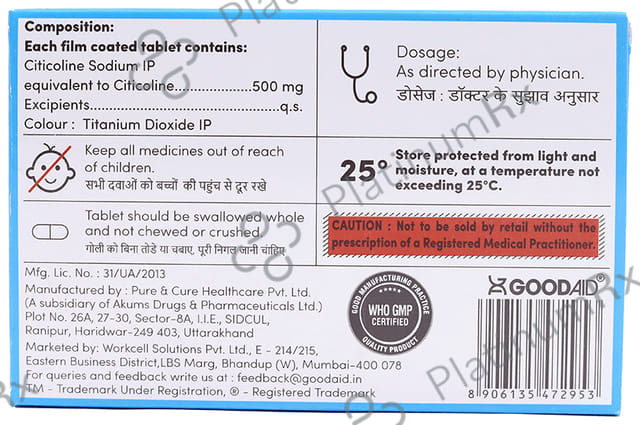 Composition:
Each film coated tablet contains:
Citicoline Sodium IP
equivalent to Citicoline....................500 mg
Excipients..............................................q.s.
Colour : Titanium Dioxide IP
Dosage:
As directed by physician.
डोसेज : डॉक्टर के सुझाव अनुसार
Keep all medicines out of reach
of children.
सभी दवाओं को बच्चों की पहुंच से दूर रखे
25° Store protected from light and
moisture, at a temperature not
exceeding 25°C.
Tablet should be swallowed whole
and not chewed or crushed.
गोली को बिना तोडे या चबाए, पूरी निगल जानी चाहिए
CAUTION : Not to be sold by retail without the
prescription of a Registered Medical Practitioner.
Mfg. Lic. No. : 31/UA/2013
Manufactured by : Pure & Cure Healthcare Pvt. Ltd.
(A subsidiary of Akums Drugs & Pharmaceuticals Ltd.)
Plot No. 26A, 27-30, Sector-8A, I.I.E., SIDCUL,
Ranipur, Haridwar-249 403, Uttarakhand
Marketed by: Workcell Solutions Pvt. Ltd., E - 214/215,
Eastern Business District,LBS Marg, Bhandup (W), Mumbai-400 078
For queries and feedback write us at : feedback@goodaid.in
TM - Trademark Under Registration, ® - Registered Trademark
GOOD MANUFACTURING PRACTICE
WHO GMP
CERTIFIED
QUALITY PRODUCT
GOODAID®
8 906135 472953
PlatinumRx
PlatinumRx
PlatinumRx